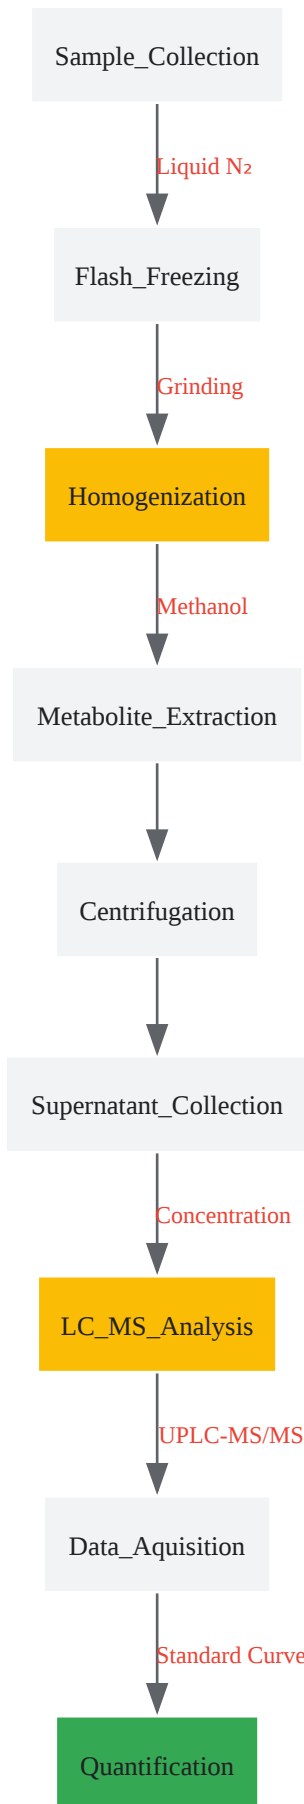 Sample_Collection
Liquid N₂
Flash_Freezing
Grinding
Homogenization
Methanol
Metabolite_Extraction
Centrifugation
Supernatant_Collection
Concentration
LC_MS_Analysis
UPLC-MS/MS
Data_Aquisition
Standard Curve
Quantification